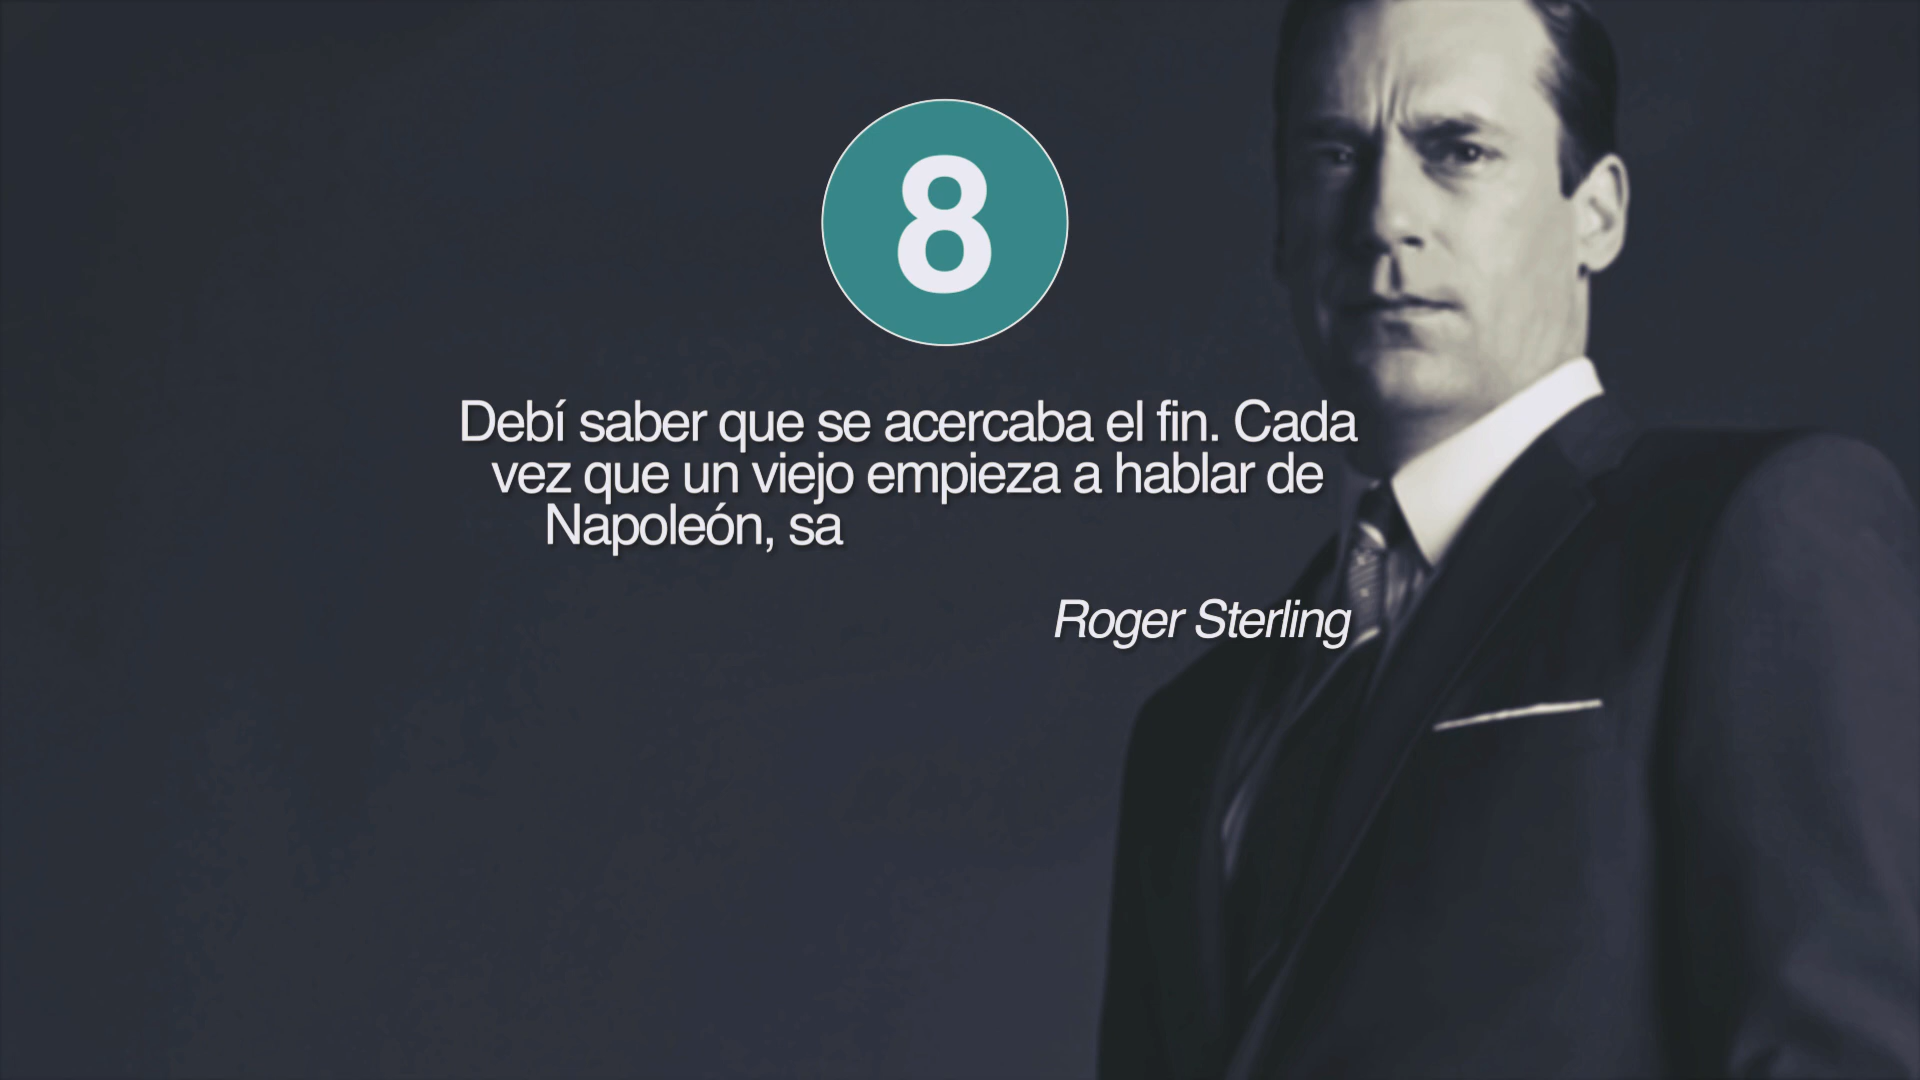 8
Debí saber que se acercaba el fin. Cada
vez que un viejo empieza a hablar de
Napoleón, sa
Roger Sterling